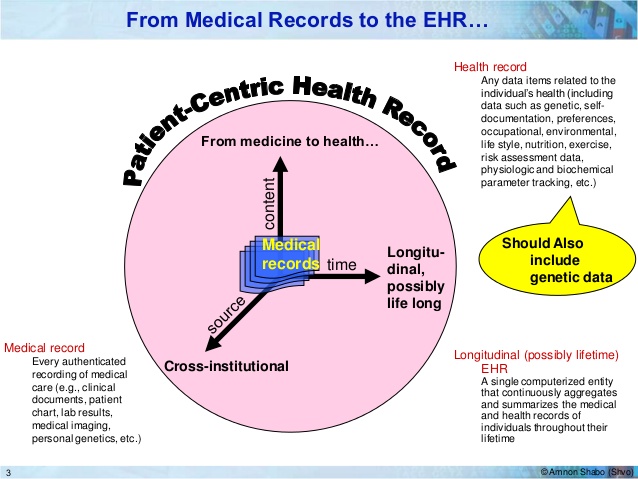 From Medical Records to the EHR…
Health record
Any data items related to the
individual's health (including
data such as genetic, self-
documentation, preferences,
occupational, environmental,
life style, nutrition, exercise,
risk assessment data,
physiologic and biochemical
parameter tracking, etc.)
Patient-Centric Health Record
From medicine to health…
content
Medical
records
time
source
Longitu-
dinal,
possibly
life long
Cross-institutional
Should Also
include
genetic data
Medical record
Every authenticated
recording of medical
care (e.g., clinical
documents, patient
chart, lab results,
medical imaging,
personal genetics, etc.)
Longitudinal (possibly lifetime)
EHR
A single computerized entity
that continuously aggregates
and summarizes the medical
and health records of
individuals throughout their
lifetime
3
© Amnon Shabo (Shvo)